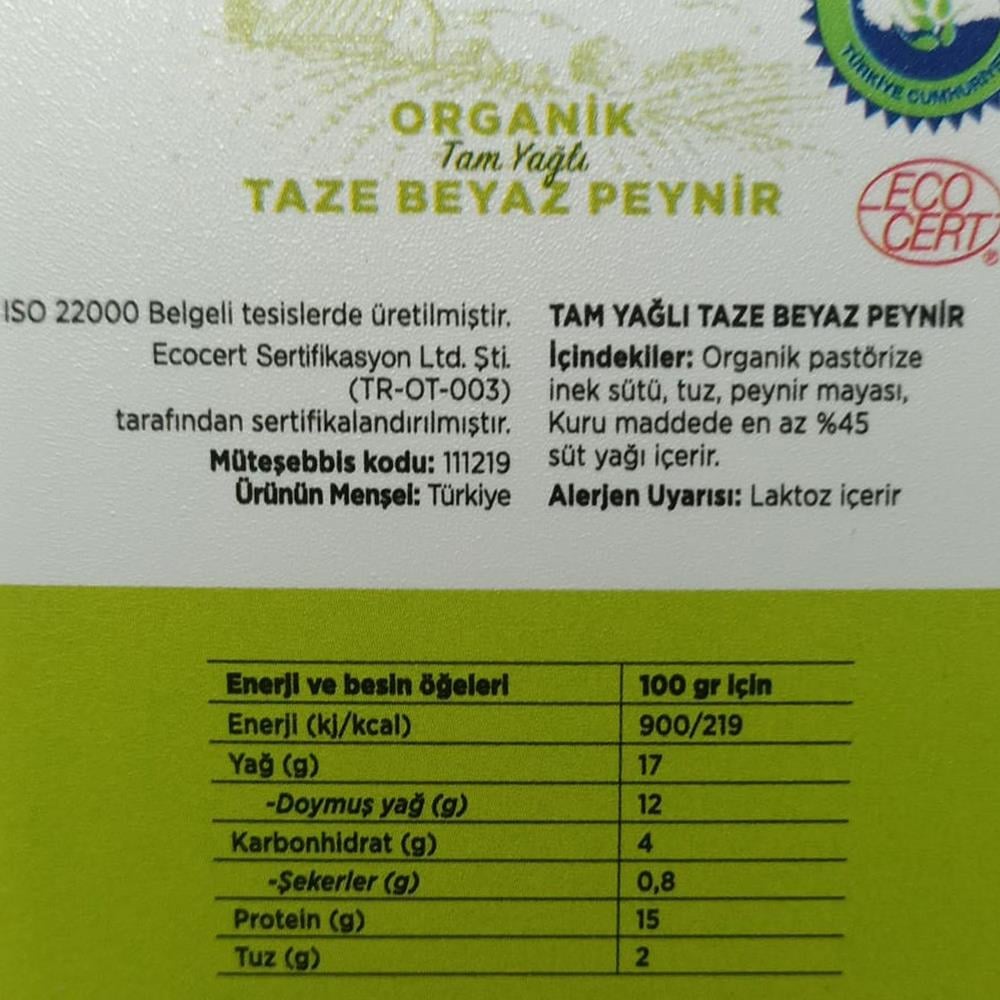 TÜRKİYE CUMHURİYE
ORGANİK
Tam Yağlı
TAZE BEYAZ PEYNİR
ECO
CERT
®
ISO 22000 Belgeli tesislerde üretilmiştir.
Ecocert Sertifikasyon Ltd. Şti.
(TR-OT-003)
tarafından sertifikalandırılmıştır.
Müteşebbis kodu: 111219
Ürünün Menşei: Türkiye
TAM YAĞLI TAZE BEYAZ PEYNİR
İçindekiler: Organik pastörize
inek sütü, tuz, peynir mayası,
Kuru maddede en az %45
süt yağı içerir.
Alerjen Uyarısı: Laktoz içerir
Enerji ve besin öğeleri 100 gr için
Enerji (kj/kcal) 900/219
Yağ (g) 17
-Doymuş yağ (g) 12
Karbonhidrat (g) 4
-Şekerler (g) 0,8
Protein (g) 15
Tuz (g) 2